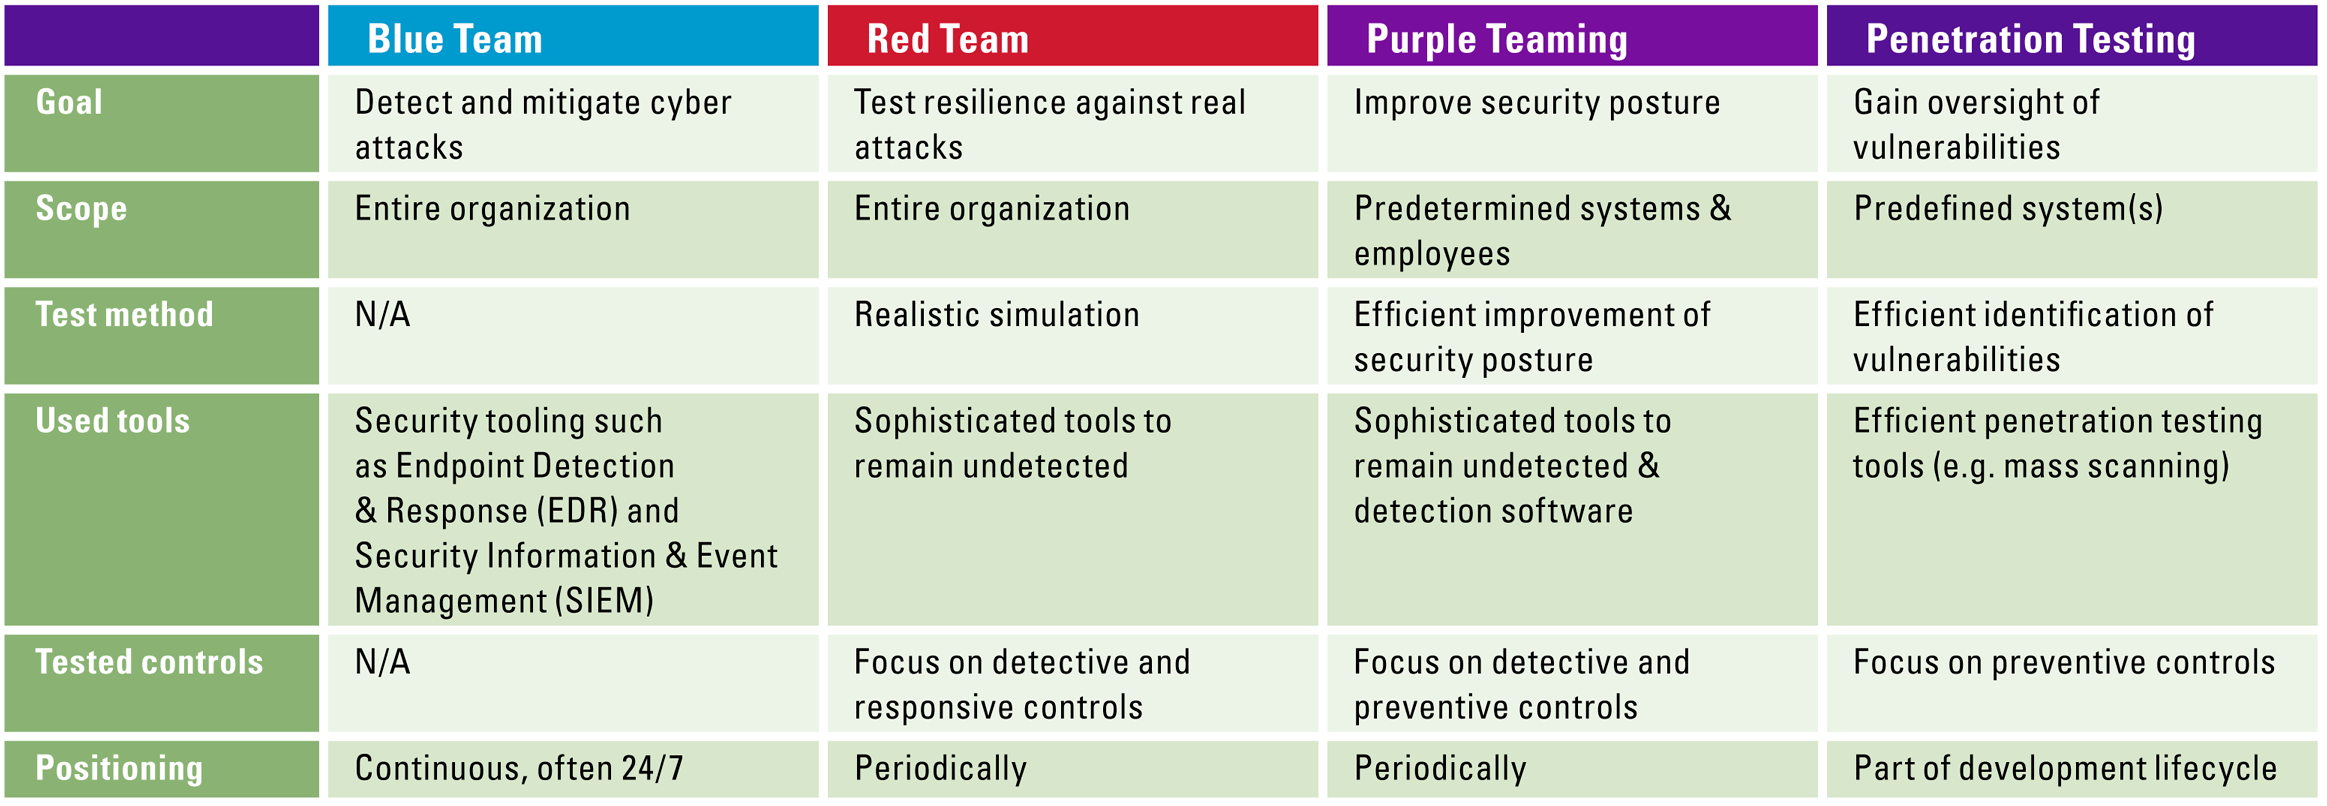 Blue Team
Red Team
Purple Teaming
Penetration Testing
Goal
Detect and mitigate cyber
attacks
Test resilience against real
attacks
Improve security posture
Gain oversight of
vulnerabilities
Scope
Entire organization
Entire organization
Predetermined systems &
employees
Predefined system(s)
Test method
N/A
Realistic simulation
Efficient improvement of
security posture
Efficient identification of
vulnerabilities
Used tools
Security tooling such
as Endpoint Detection
& Response (EDR) and
Security Information & Event
Management (SIEM)
Sophisticated tools to
remain undetected
Sophisticated tools to
remain undetected &
detection software
Efficient penetration testing
tools (e.g. mass scanning)
Tested controls
N/A
Focus on detective and
responsive controls
Focus on detective and
preventive controls
Focus on preventive controls
Positioning
Continuous, often 24/7
Periodically
Periodically
Part of development lifecycle